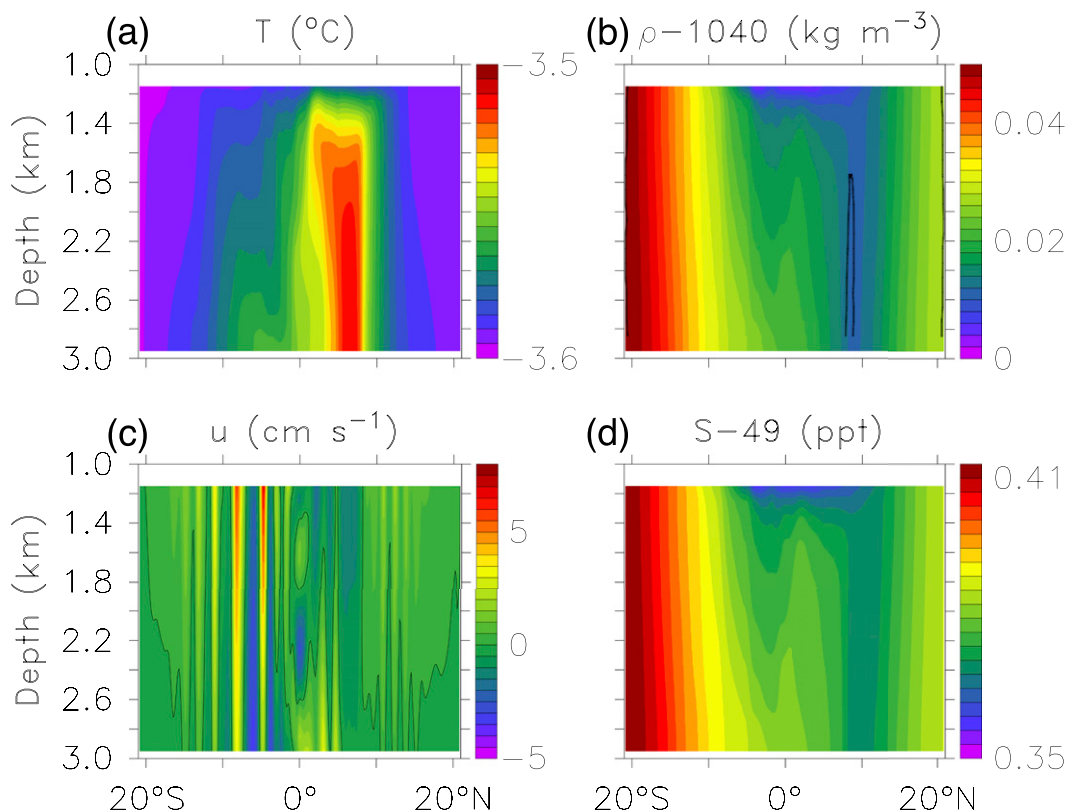 (a) T (°C)
(b) ρ−1040 (kg m−3)
1.0
1.4
1.8
2.2
2.6
3.0
Depth (km)
−3.5
−3.6
0.04
0.02
0
(c) u (cm s−1)
(d) S−49 (ppt)
1.0
1.4
1.8
2.2
2.6
3.0
Depth (km)
5
0
−5
0.41
0.35
20°S 0° 20°N
20°S 0° 20°N